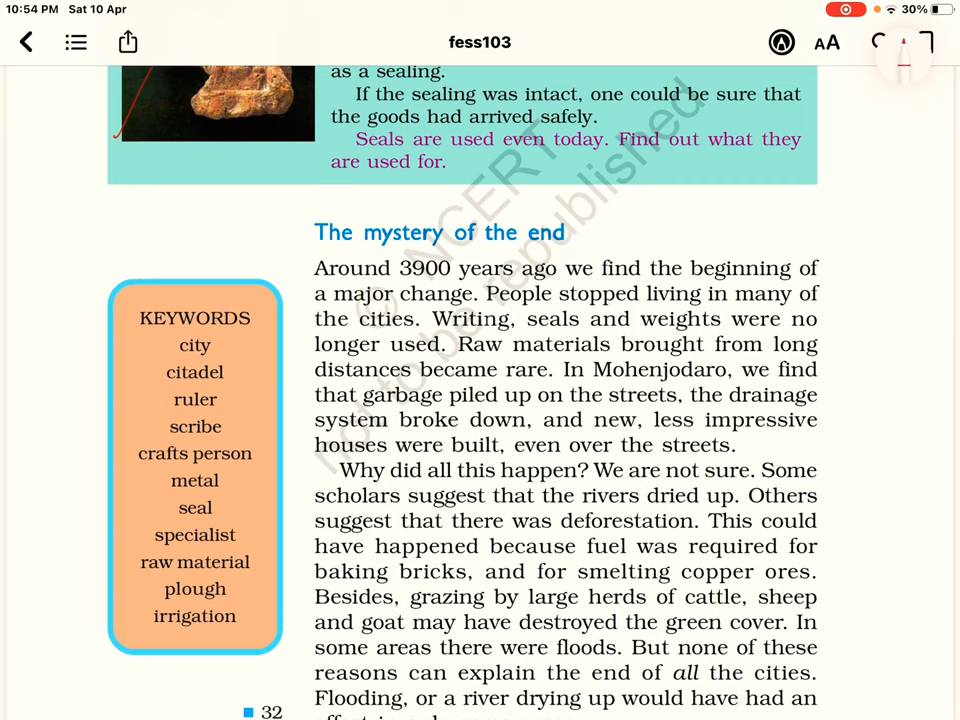 10:54 PM Sat 10 Apr
30%
fess103
AA
as a sealing.
If the sealing was intact, one could be sure that
the goods had arrived safely.
Seals are used even today. Find out what they
are used for.
The mystery of the end
Around 3900 years ago we find the beginning of
a major change. People stopped living in many of
the cities. Writing, seals and weights were no
longer used. Raw materials brought from long
distances became rare. In Mohenjodaro, we find
that garbage piled up on the streets, the drainage
system broke down, and new, less impressive
houses were built, even over the streets.
Why did all this happen? We are not sure. Some
scholars suggest that the rivers dried up. Others
suggest that there was deforestation. This could
have happened because fuel was required for
baking bricks, and for smelting copper ores.
Besides, grazing by large herds of cattle, sheep
and goat may have destroyed the green cover. In
some areas there were floods. But none of these
reasons can explain the end of all the cities.
Flooding, or a river drying up would have had an
KEYWORDS
city
citadel
ruler
scribe
crafts person
metal
seal
specialist
raw material
plough
irrigation
32
© NCERT
not to be republished